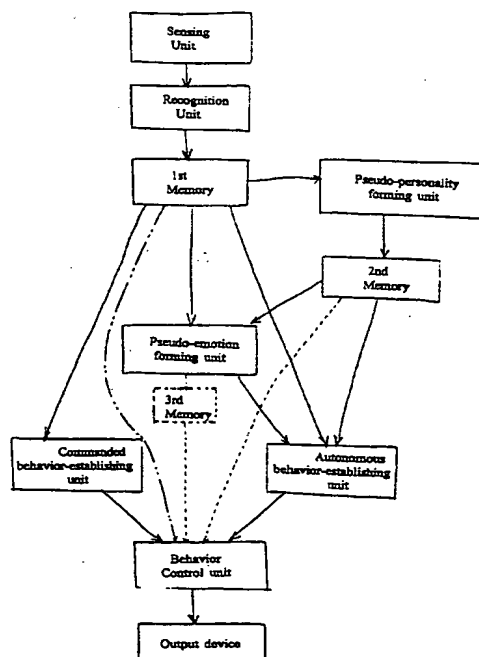 Sensing
Unit
Recognition
Unit
1st
Memory
Pseudo-personality
forming unit
2nd
Memory
Pseudo-emotion
forming unit
3rd
Memory
Commanded
behavior-establishing
unit
Autonomous
behavior-establishing
unit
Behavior
Control unit
Output device